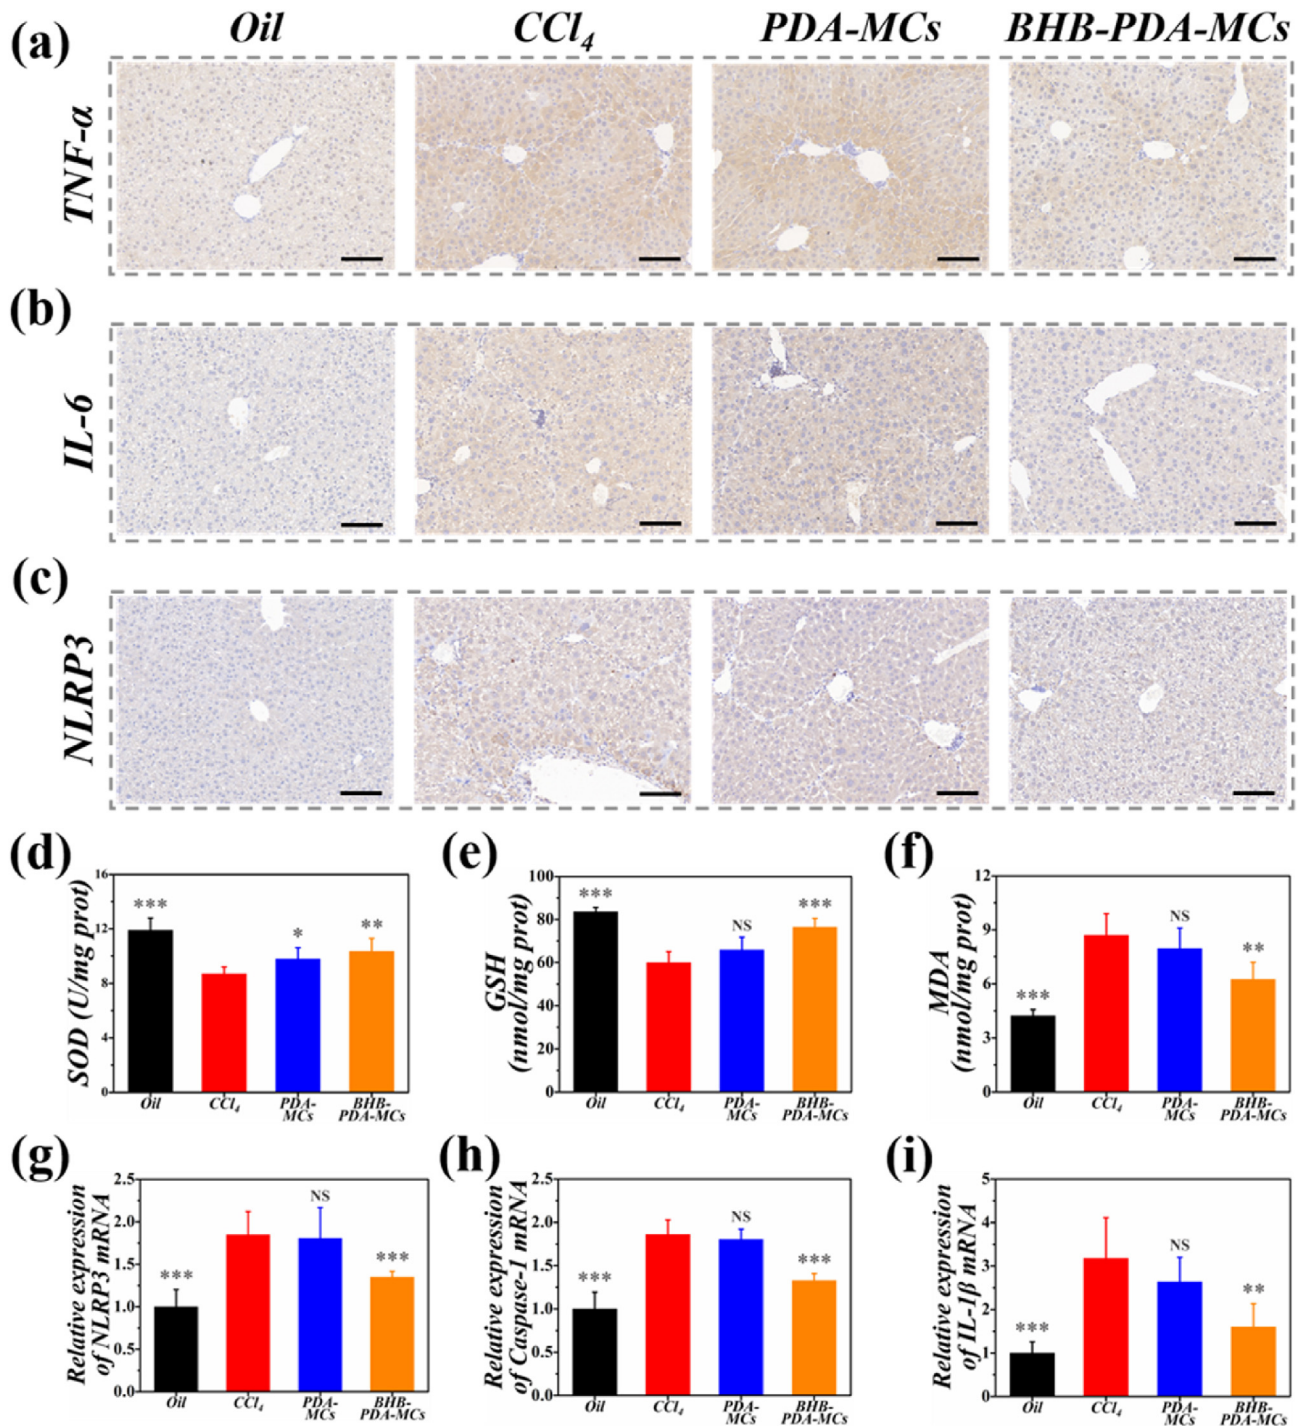 (a)
Oil CCl4 PDA-MCs BHB-PDA-MCs
TNF-α
(b)
IL-6
(c)
NLRP3
(d)
SOD (U/mg prot)
16
12
8
4
0
***
*
**
Oil CCl4 PDA- BHB-
MCs PDA-MCs
(e)
GSH
(nmol/mg prot)
100
80
60
40
20
0
***
NS
***
Oil CCl4 PDA- BHB-
MCs PDA-MCs
(f)
MDA
(nmol/mg prot)
12
9
6
3
0
***
NS
**
Oil CCl4 PDA- BHB-
MCs PDA-MCs
(g)
Relative expression
of NLRP3 mRNA
2.5
2.0
1.5
1.0
0.5
0.0
***
NS
***
Oil CCl4 PDA- BHB-
MCs PDA-MCs
(h)
Relative expression
of Caspase-1 mRNA
2.5
2.0
1.5
1.0
0.5
0.0
***
NS
***
Oil CCl4 PDA- BHB-
MCs PDA-MCs
(i)
Relative expression
of IL-1β mRNA
5
4
3
2
1
0
***
NS
**
Oil CCl4 PDA- BHB-
MCs PDA-MCs